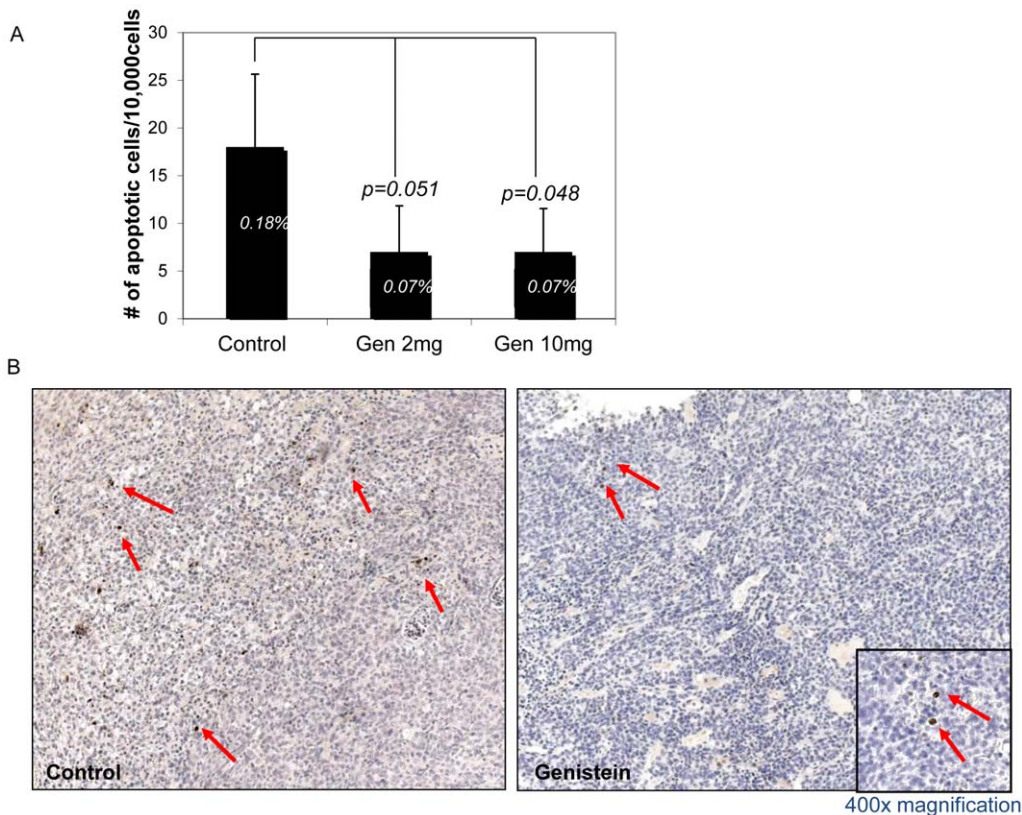 A
# of apoptotic cells/10,000cells
30
25
20
15
10
5
0
p=0.051
p=0.048
0.18%
0.07%
0.07%
Control
Gen 2mg
Gen 10mg
B
Control
Genistein
400x magnification